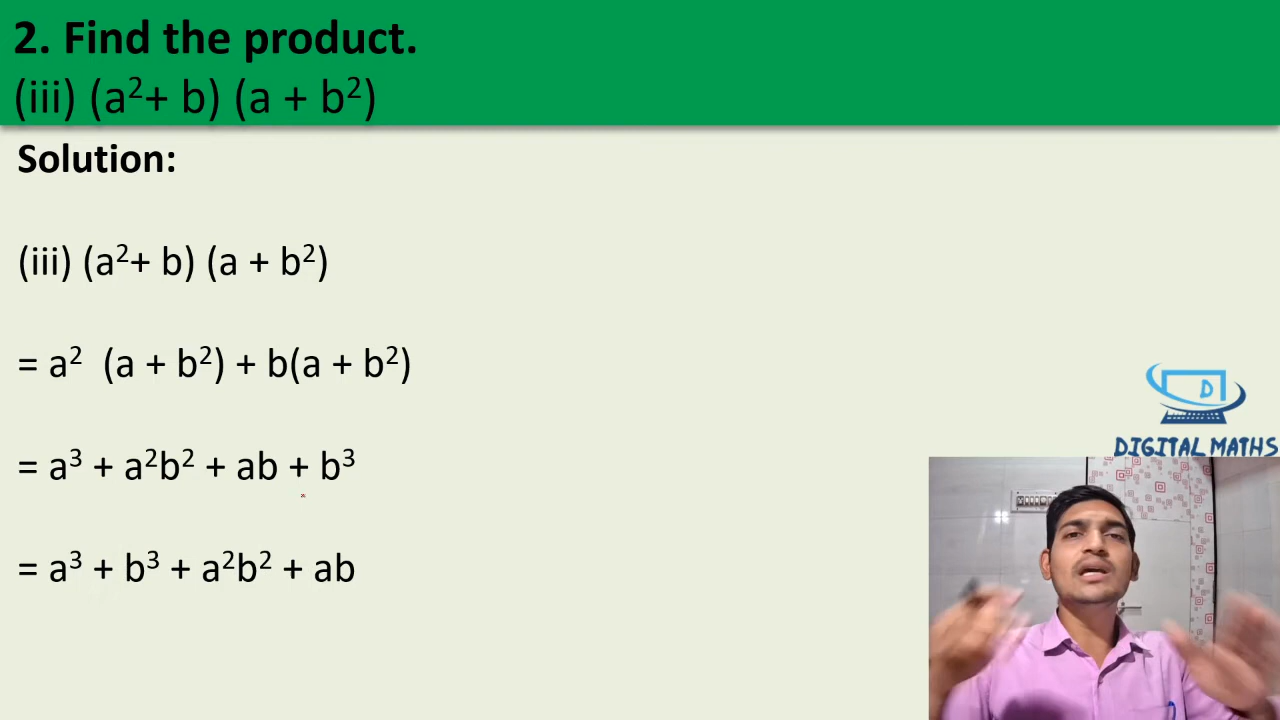 2. Find the product.
(iii) (a²+ b) (a + b²)
Solution:
(iii) (a²+ b) (a + b²)
= a² (a + b²) + b(a + b²)
= a³ + a²b² + ab + b³
= a³ + b³ + a²b² + ab
D
DIGITAL MATHS